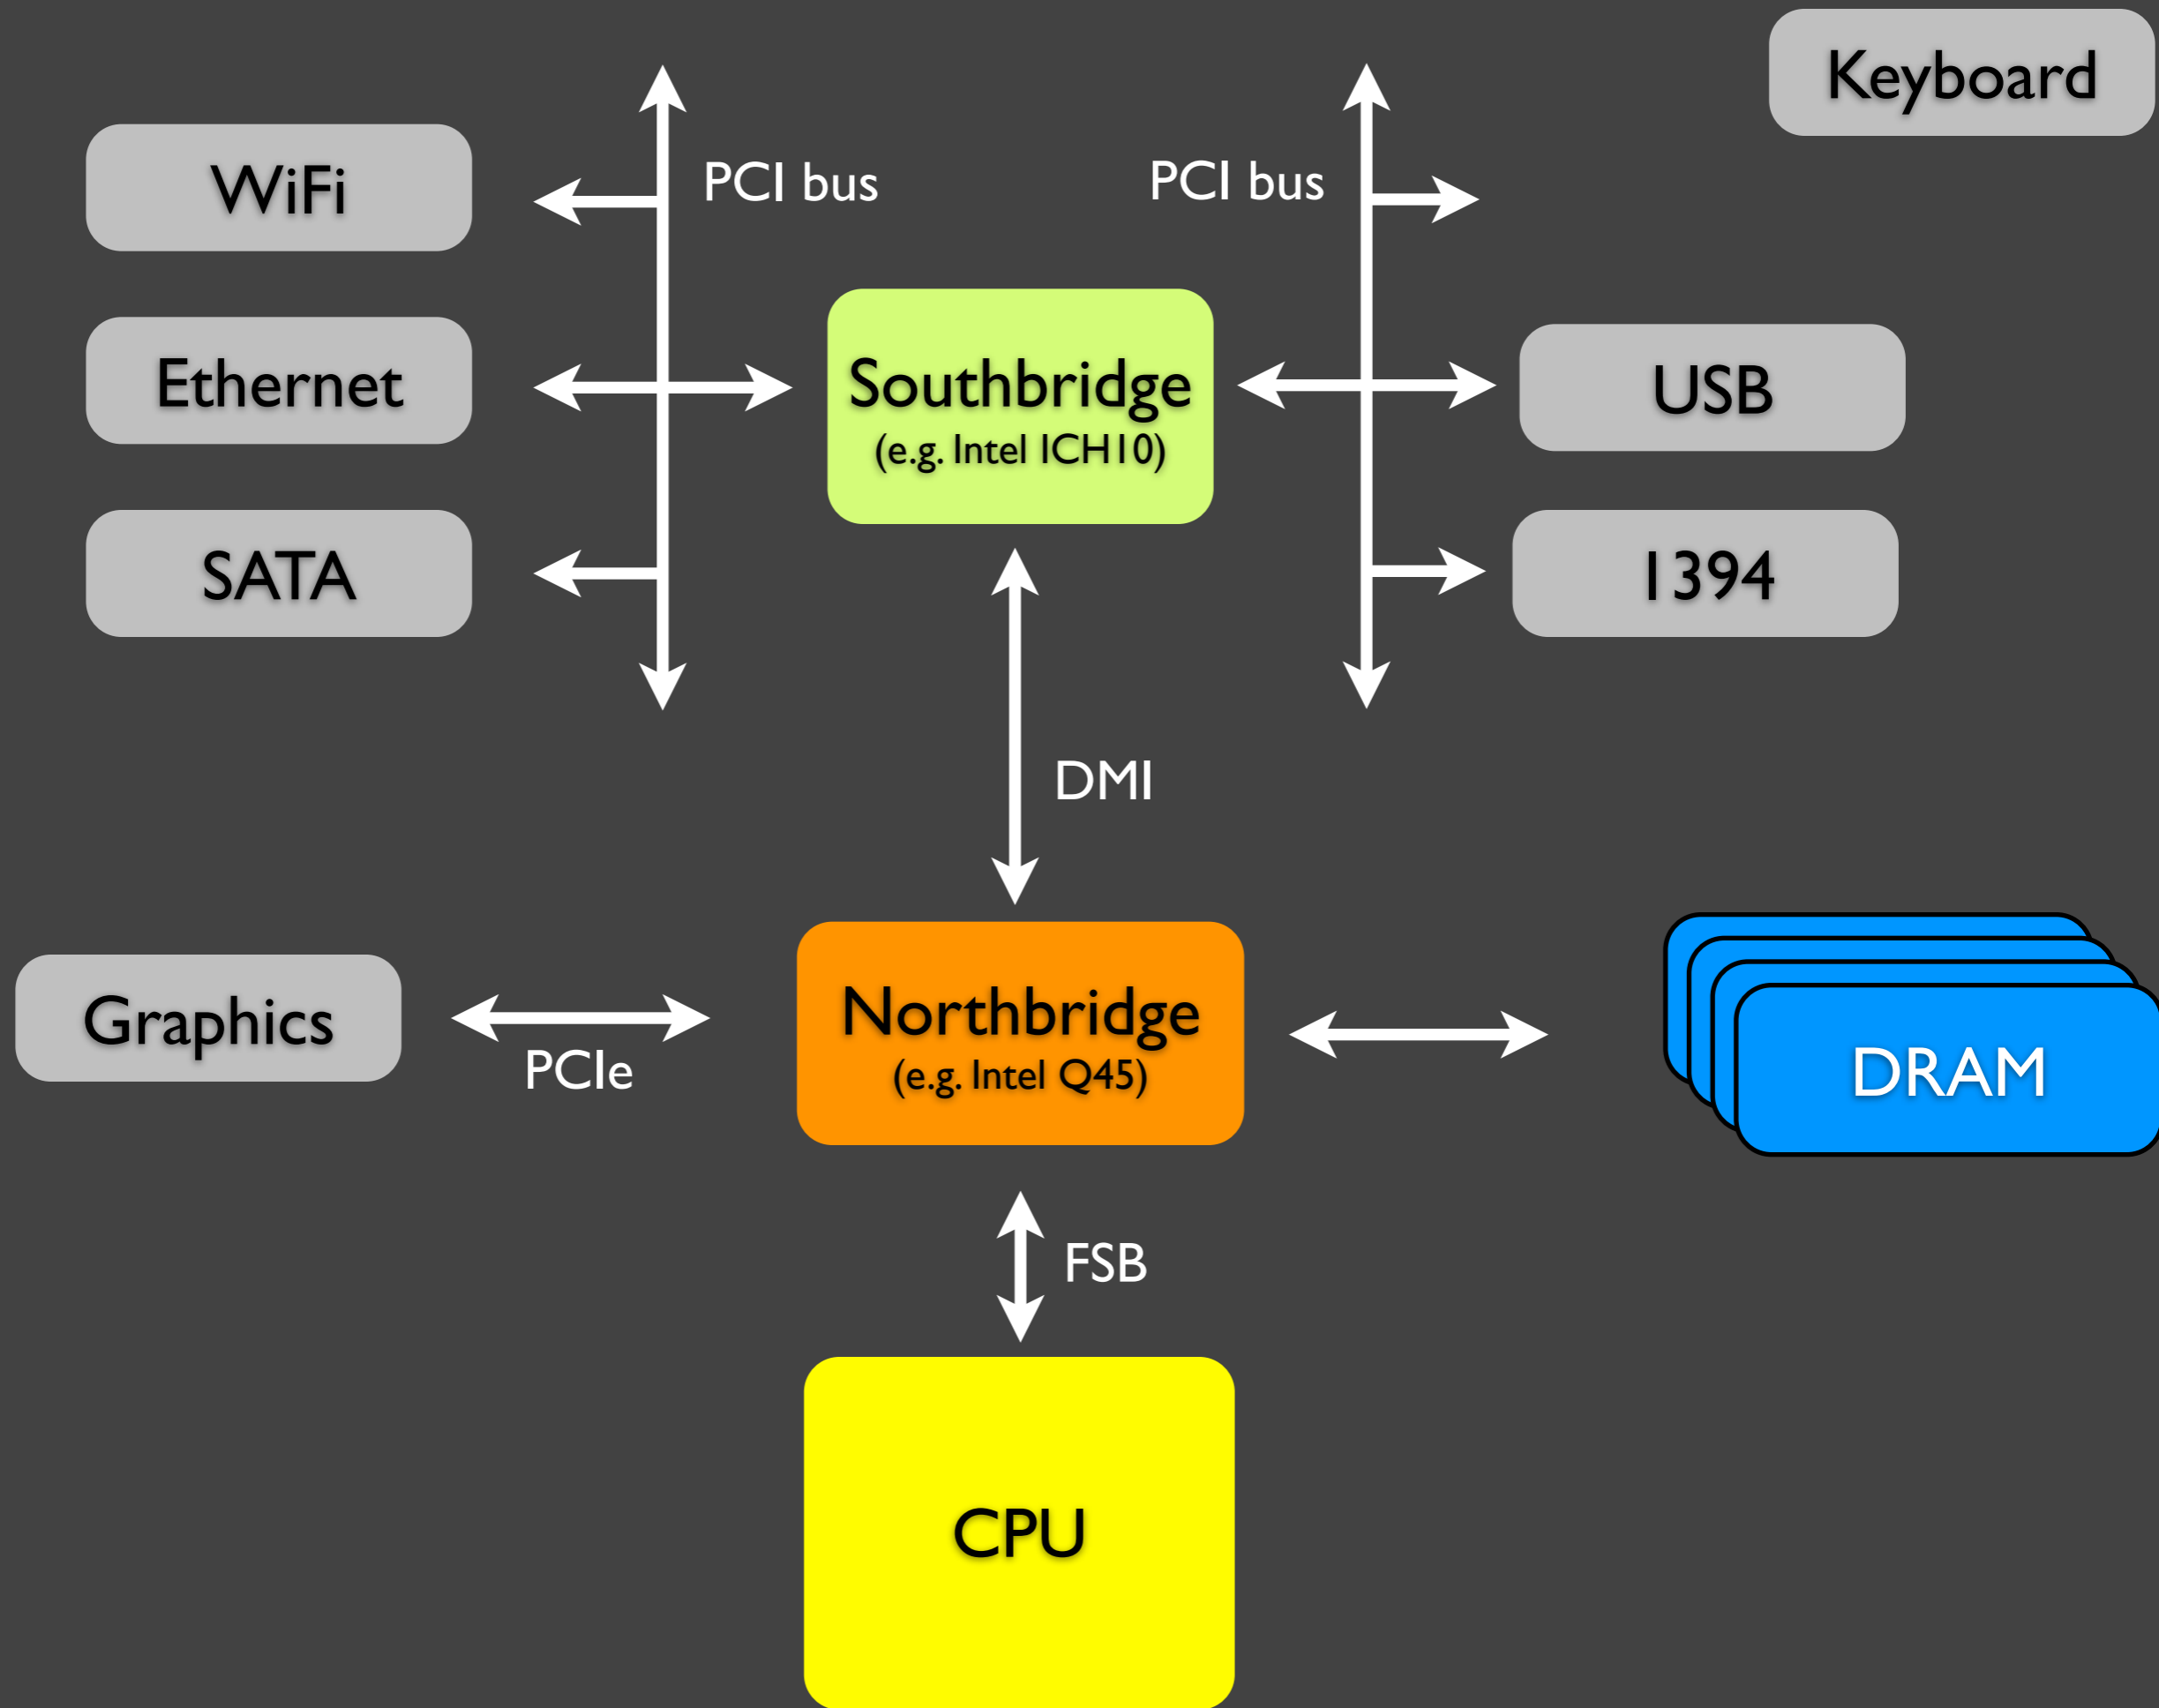 Keyboard
WiFi
PCI bus
PCI bus
Ethernet
Southbridge
(e.g. Intel ICH10)
USB
SATA
1394
DMI
Graphics
PCIe
Northbridge
(e.g. Intel Q45)
DRAM
FSB
CPU